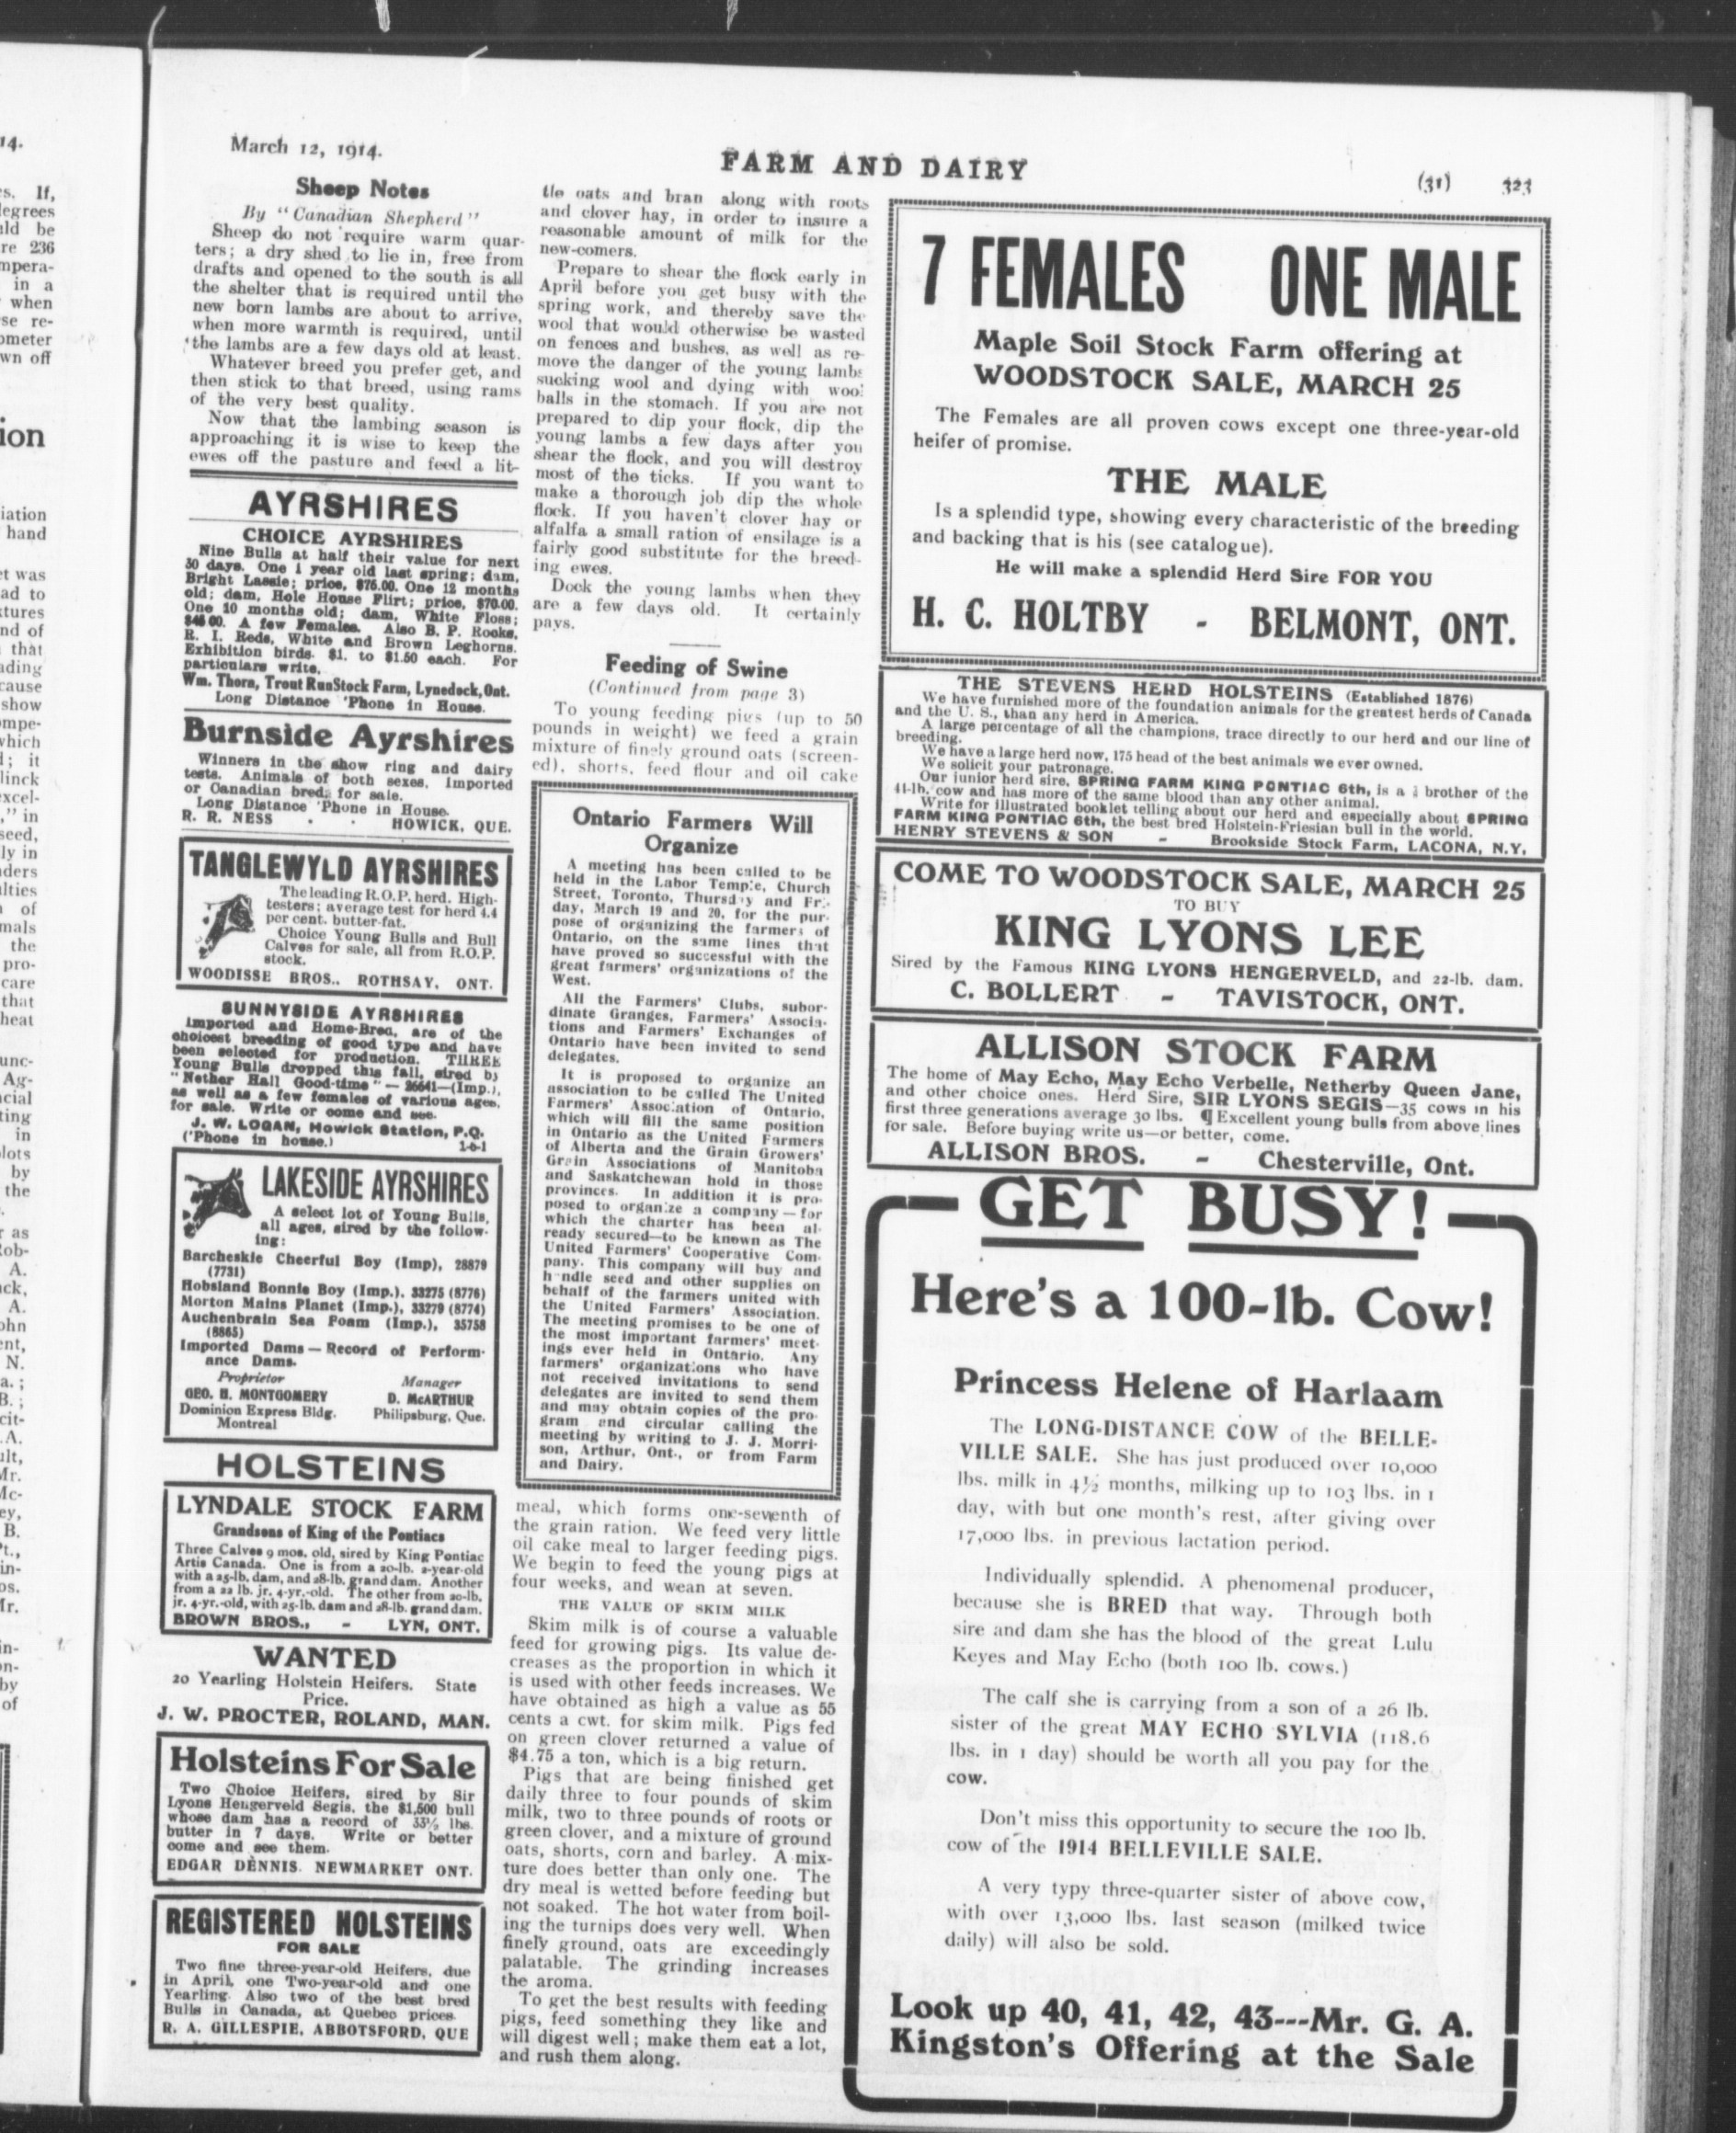 March 12, 1914.
FARM AND DAIRY
(31) 323
Sheep Notes
By "Canadian Shepherd"
Sheep do not require warm quar-
ters; a dry shed to lie in, free from
drafts and opened to the south is all
the shelter that is required until the
new born lambs are about to arrive,
when more warmth is required, until
the lambs are a few days old at least.
Whatever breed you prefer get, and
then stick to that breed, using rams
of the very best quality.
Now that the lambing season is
approaching it is wise to keep the
ewes off the pasture and feed a lit-
AYRSHIRES
CHOICE AYRSHIRES
Nine Bulls at half their value for next
30 days. One 1 year old last spring; dam,
Bright Lassie; price, $75.00. One 12 months
old; dam, Hole House Flirt; price, $70.00.
One 10 months old; dam, White Floss;
$45.00. A few Females. Also B. P. Rocks,
R. I. Reds, White and Brown Leghorns.
Exhibition birds. $1. to $1.50 each. For
particulars write.
Wm. Thorn, Trout Run Stock Farm, Lynedock, Ont.
Long Distance 'Phone in House.
Burnside Ayrshires
Winners in the show ring and dairy
tests. Animals of both sexes, Imported
or Canadian bred, for sale.
Long Distance 'Phone in House.
R. R. NESS - - HOWICK, QUE.
TANGLEWYLD AYRSHIRES
The leading R.O.P. herd. High-
testers; average test for herd 4.4
per cent. butter-fat.
Choice Young Bulls and Bull
Calves for sale, all from R.O.P.
stock.
WOODISSE BROS., ROTHSAY, ONT.
SUNNYSIDE AYRSHIRES
Imported and Home-Bred, are of the
choicest breeding of good type and have
been selected for production. THREE
Young Bulls dropped this fall, sired by
"Nether Hall Good-time"—26641—(Imp.),
as well as a few females of various ages,
for sale. Write or come and see.
J. W. LOGAN, Howick Station, P.Q.
('Phone in house.) 1-6-1
LAKESIDE AYRSHIRES
A select lot of Young Bulls,
all ages, sired by the follow-
ing:
Barcheskie Cheerful Boy (Imp), 28879
(7731)
Hobsland Bonnie Boy (Imp.), 33275 (8776)
Morton Mains Planet (Imp.), 33279 (8774)
Auchenbrain Sea Foam (Imp.), 35758
(8865)
Imported Dams—Record of Perform-
ance Dams.
Proprietor Manager
GEO. H. MONTGOMERY D. McARTHUR
Dominion Express Bldg. Philipsburg, Que.
Montreal
HOLSTEINS
LYNDALE STOCK FARM
Grandsons of King of the Pontiacs
Three Calves 9 mos. old, sired by King Pontiac
Artis Canada. One is from a 20-lb. 2-year-old
with a 25-lb. dam, and 28-lb. grand dam. Another
from a 22 lb. jr. 4-yr.-old. The other from 20-lb.
jr. 4-yr.-old, with 25-lb. dam and 28-lb. grand dam.
BROWN BROS., - LYN, ONT.
WANTED
20 Yearling Holstein Heifers. State
Price.
J. W. PROCTER, ROLAND, MAN.
Holsteins For Sale
Two Choice Heifers, sired by Sir
Lyons Hengerveld Segis, the $1,500 bull
whose dam has a record of 33½ lbs.
butter in 7 days. Write or better
come and see them.
EDGAR DENNIS. NEWMARKET ONT.
REGISTERED HOLSTEINS
FOR SALE
Two fine three-year-old Heifers, due
in April, one Two-year-old and one
Yearling. Also two of the best bred
Bulls in Canada, at Quebec prices.
R. A. GILLESPIE, ABBOTSFORD, QUE
tle oats and bran along with roots
and clover hay, in order to insure a
reasonable amount of milk for the
new-comers.
Prepare to shear the flock early in
April before you get busy with the
spring work, and thereby save the
wool that would otherwise be wasted
on fences and bushes, as well as re-
move the danger of the young lambs
sucking wool and dying with wool
balls in the stomach. If you are not
prepared to dip your flock, dip the
young lambs a few days after you
shear the flock, and you will destroy
most of the ticks. If you want to
make a thorough job dip the whole
flock. If you haven't clover hay or
alfalfa a small ration of ensilage is a
fairly good substitute for the breed-
ing ewes.
Dock the young lambs when they
are a few days old. It certainly
pays.
Feeding of Swine
(Continued from page 3)
To young feeding pigs (up to 50
pounds in weight) we feed a grain
mixture of finely ground oats (screen-
ed), shorts, feed flour and oil cake
Ontario Farmers Will
Organize
A meeting has been called to be
held in the Labor Temple, Church
Street, Toronto, Thursday and Fri-
day, March 19 and 20, for the pur-
pose of organizing the farmers of
Ontario, on the same lines that
have proved so successful with the
great farmers' organizations of the
West.
All the Farmers' Clubs, subor-
dinate Granges, Farmers' Associa-
tions and Farmers' Exchanges of
Ontario have been invited to send
delegates.
It is proposed to organize an
association to be called The United
Farmers' Association of Ontario,
which will fill the same position
in Ontario as the United Farmers
of Alberta and the Grain Growers'
Grain Associations of Manitoba
and Saskatchewan hold in those
provinces. In addition it is pro-
posed to organize a company—for
which the charter has been al-
ready secured—to be known as The
United Farmers' Cooperative Com-
pany. This company will buy and
handle seed and other supplies on
behalf of the farmers united with
the United Farmers' Association.
The meeting promises to be one of
the most important farmers' meet-
ings ever held in Ontario. Any
farmers' organizations who have
not received invitations to send
delegates are invited to send them
and may obtain copies of the pro-
gram and circular calling the
meeting by writing to J. J. Morri-
son, Arthur, Ont., or from Farm
and Dairy.
meal, which forms one-seventh of
the grain ration. We feed very little
oil cake meal to larger feeding pigs.
We begin to feed the young pigs at
four weeks, and wean at seven.
THE VALUE OF SKIM MILK
Skim milk is of course a valuable
feed for growing pigs. Its value de-
creases as the proportion in which it
is used with other feeds increases. We
have obtained as high a value as 55
cents a cwt. for skim milk. Pigs fed
on green clover returned a value of
$4.75 a ton, which is a big return.
Pigs that are being finished get
daily three to four pounds of skim
milk, two to three pounds of roots or
green clover, and a mixture of ground
oats, shorts, corn and barley. A mix-
ture does better than only one. The
dry meal is wetted before feeding but
not soaked. The hot water from boil-
ing the turnips does very well. When
finely ground, oats are exceedingly
palatable. The grinding increases
the aroma.
To get the best results with feeding
pigs, feed something they like and
will digest well; make them eat a lot,
and rush them along.
7 FEMALES ONE MALE
Maple Soil Stock Farm offering at
WOODSTOCK SALE, MARCH 25
The Females are all proven cows except one three-year-old
heifer of promise.
THE MALE
Is a splendid type, showing every characteristic of the breeding
and backing that is his (see catalogue).
He will make a splendid Herd Sire FOR YOU
H. C. HOLTBY - BELMONT, ONT.
THE STEVENS HERD HOLSTEINS (Established 1876)
We have furnished more of the foundation animals for the greatest herds of Canada
and the U. S., than any herd in America.
A large percentage of all the champions, trace directly to our herd and our line of
breeding.
We have a large herd now, 175 head of the best animals we ever owned.
We solicit your patronage.
Our junior herd sire, SPRING FARM KING PONTIAC 6th, is a ¾ brother of the
44-lb. cow and has more of the same blood than any other animal.
Write for illustrated booklet telling about our herd and especially about SPRING
FARM KING PONTIAC 6th, the best bred Holstein-Friesian bull in the world.
HENRY STEVENS & SON - Brookside Stock Farm, LACONA, N.Y.
COME TO WOODSTOCK SALE, MARCH 25
TO BUY
KING LYONS LEE
Sired by the Famous KING LYONS HENGERVELD, and 22-lb. dam.
C. BOLLERT - TAVISTOCK, ONT.
ALLISON STOCK FARM
The home of May Echo, May Echo Verbelle, Netherby Queen Jane,
and other choice ones. Herd Sire, SIR LYONS SEGIS—35 cows in his
first three generations average 30 lbs. ¶ Excellent young bulls from above lines
for sale. Before buying write us—or better, come.
ALLISON BROS. - Chesterville, Ont.
GET BUSY!
Here's a 100-lb. Cow!
Princess Helene of Harlaam
The LONG-DISTANCE COW of the BELLE-
VILLE SALE. She has just produced over 10,000
lbs. milk in 4½ months, milking up to 103 lbs. in 1
day, with but one month's rest, after giving over
17,000 lbs. in previous lactation period.
Individually splendid. A phenomenal producer,
because she is BRED that way. Through both
sire and dam she has the blood of the great Lulu
Keyes and May Echo (both 100 lb. cows.)
The calf she is carrying from a son of a 26 lb.
sister of the great MAY ECHO SYLVIA (118.6
lbs. in 1 day) should be worth all you pay for the
cow.
Don't miss this opportunity to secure the 100 lb.
cow of the 1914 BELLEVILLE SALE.
A very typy three-quarter sister of above cow,
with over 13,000 lbs. last season (milked twice
daily) will also be sold.
Look up 40, 41, 42, 43---Mr. G. A.
Kingston's Offering at the Sale